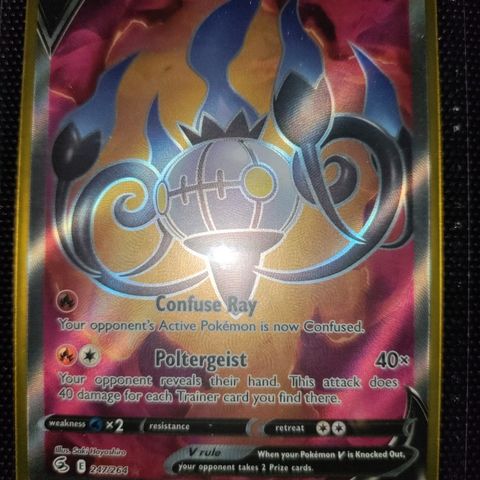 Confuse Ray
Your opponent's Active Pokémon is now Confused.
Poltergeist 40×
Your opponent reveals their hand. This attack does
40 damage for each Trainer card you find there.
weakness ×2 resistance retreat
Illus. Saki Hayashiro
E 247/264
V rule When your Pokémon V is Knocked Out,
your opponent takes 2 Prize cards.